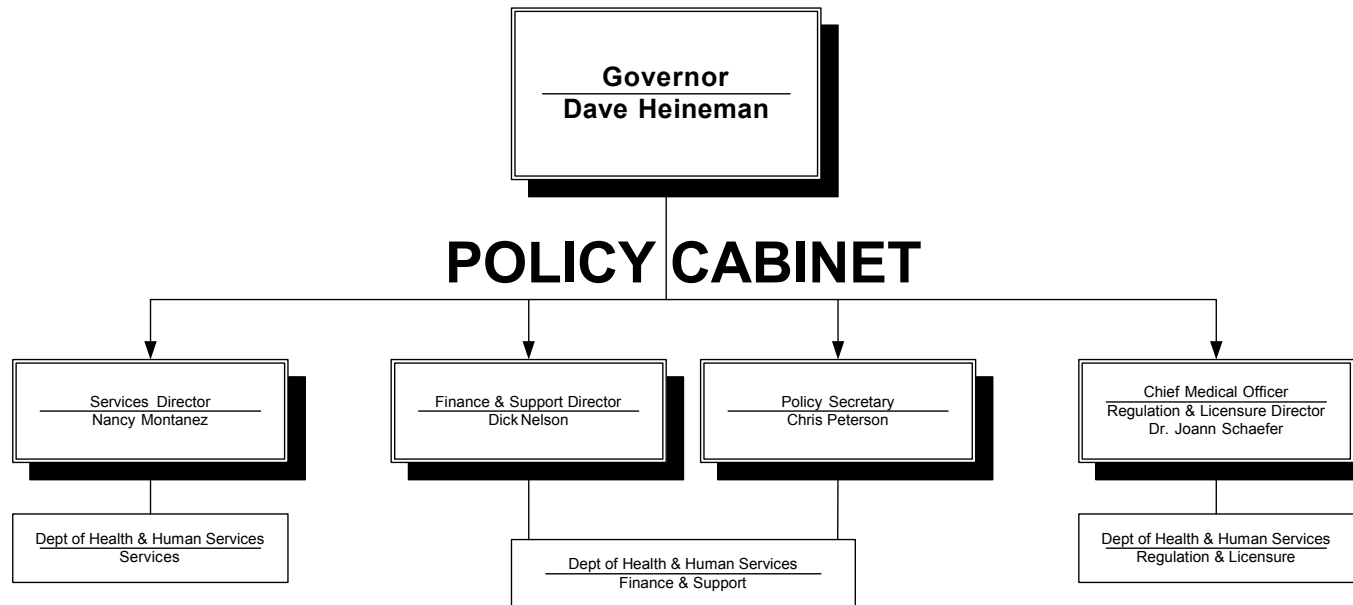 Governor
Dave Heineman
POLICY CABINET
Services Director
Nancy Montanez
Finance & Support Director
Dick Nelson
Policy Secretary
Chris Peterson
Chief Medical Officer
Regulation & Licensure Director
Dr. Joann Schaefer
Dept of Health & Human Services
Services
Dept of Health & Human Services
Finance & Support
Dept of Health & Human Services
Regulation & Licensure